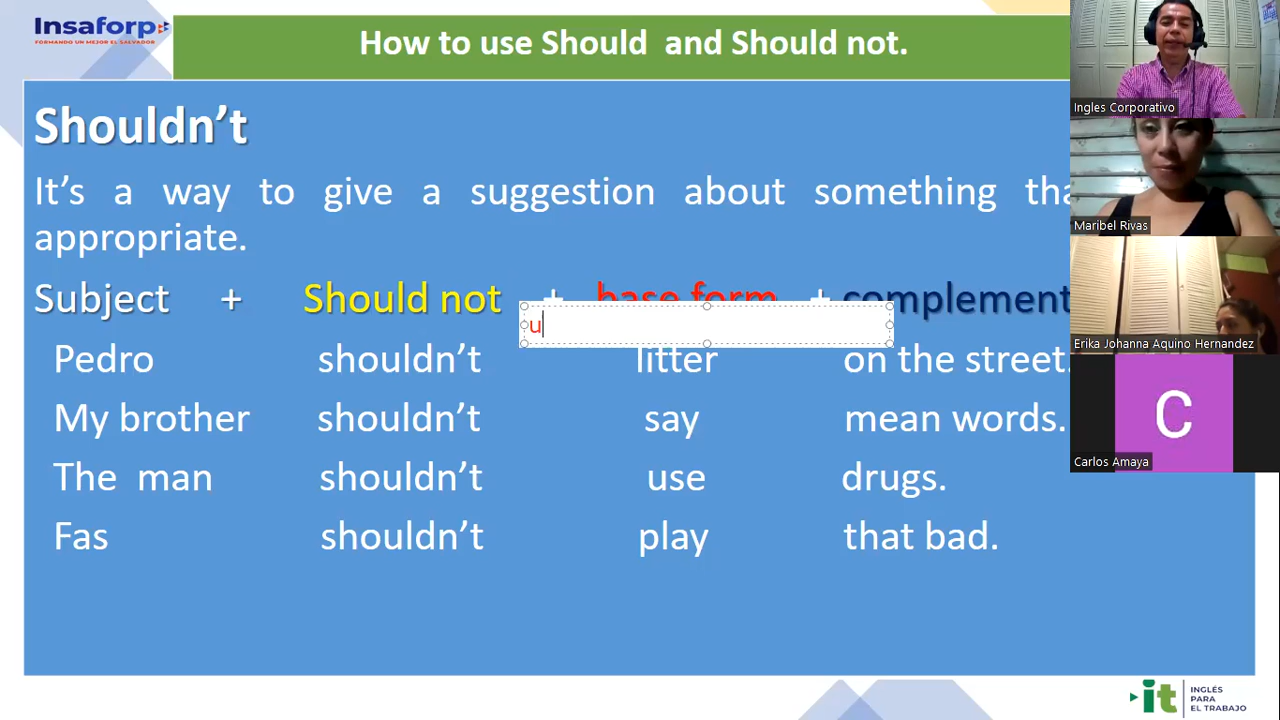 Insaforp
FORMANDO UN MEJOR EL SALVADOR
How to use Should and Should not.
Shouldn't
It's a way to give a suggestion about something
appropriate.
Subject + Should not + base form + complement
u
Pedro shouldn't litter on the street.
My brother shouldn't say mean words.
The man shouldn't use drugs.
Fas shouldn't play that bad.
Ingles Corporativo
Maribel Rivas
Erika Johanna Aquino Hernandez
C
Carlos Amaya
it INGLÉS
PARA
EL TRABAJO